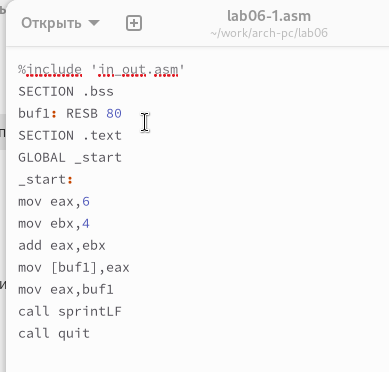 Открыть
lab06-1.asm
~/work/arch-pc/lab06
%include 'in_out.asm'
SECTION .bss
buf1: RESB 80
SECTION .text
GLOBAL _start
_start:
mov eax,6
mov ebx,4
add eax,ebx
mov [buf1],eax
mov eax,buf1
call sprintLF
call quit